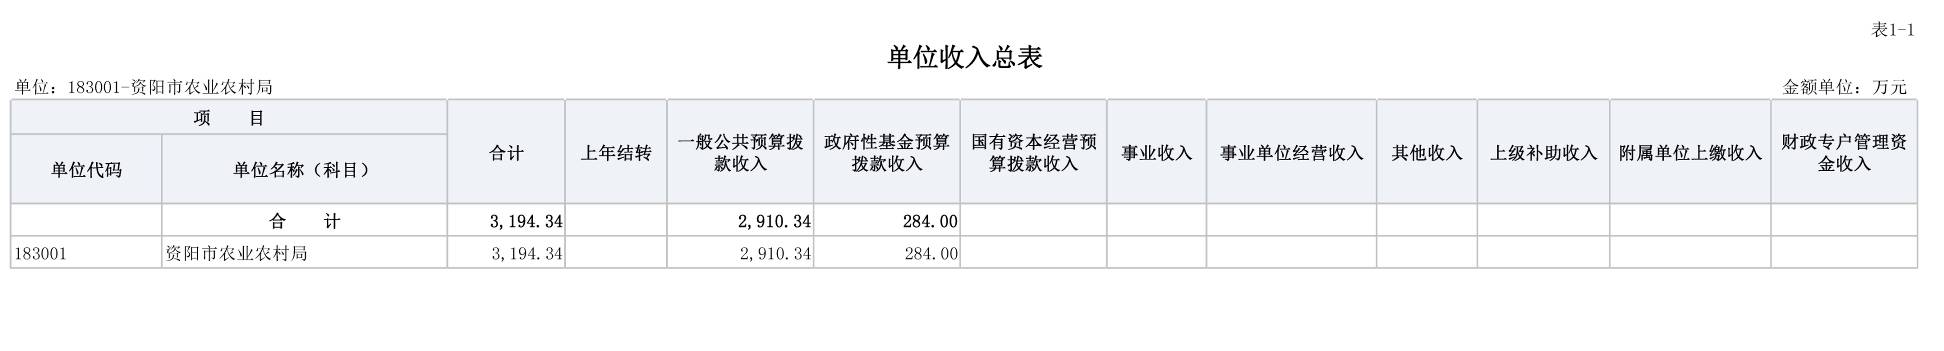 表1-1
单位收入总表
单位：183001-资阳市农业农村局 金额单位：万元
项 目
单位代码 单位名称（科目） 合计 上年结转 一般公共预算拨款收入 政府性基金预算拨款收入 国有资本经营预算拨款收入 事业收入 事业单位经营收入 其他收入 上级补助收入 附属单位上缴收入 财政专户管理资金收入
合 计 3,194.34 2,910.34 284.00
183001 资阳市农业农村局 3,194.34 2,910.34 284.00